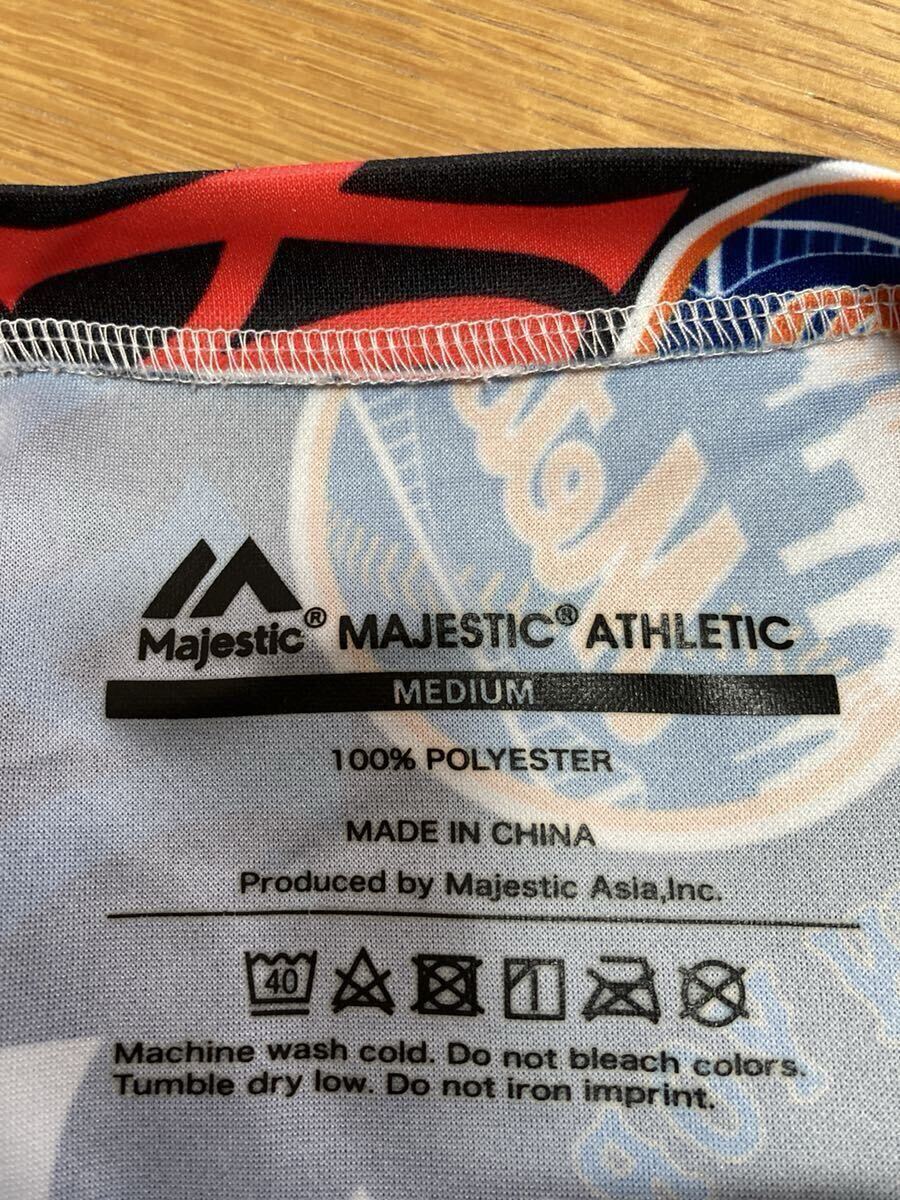 Mets
Majestic® MAJESTIC® ATHLETIC
MEDIUM
100% POLYESTER
MADE IN CHINA
Produced by Majestic Asia,Inc.
40
Machine wash cold. Do not bleach colors.
Tumble dry low. Do not iron imprint.